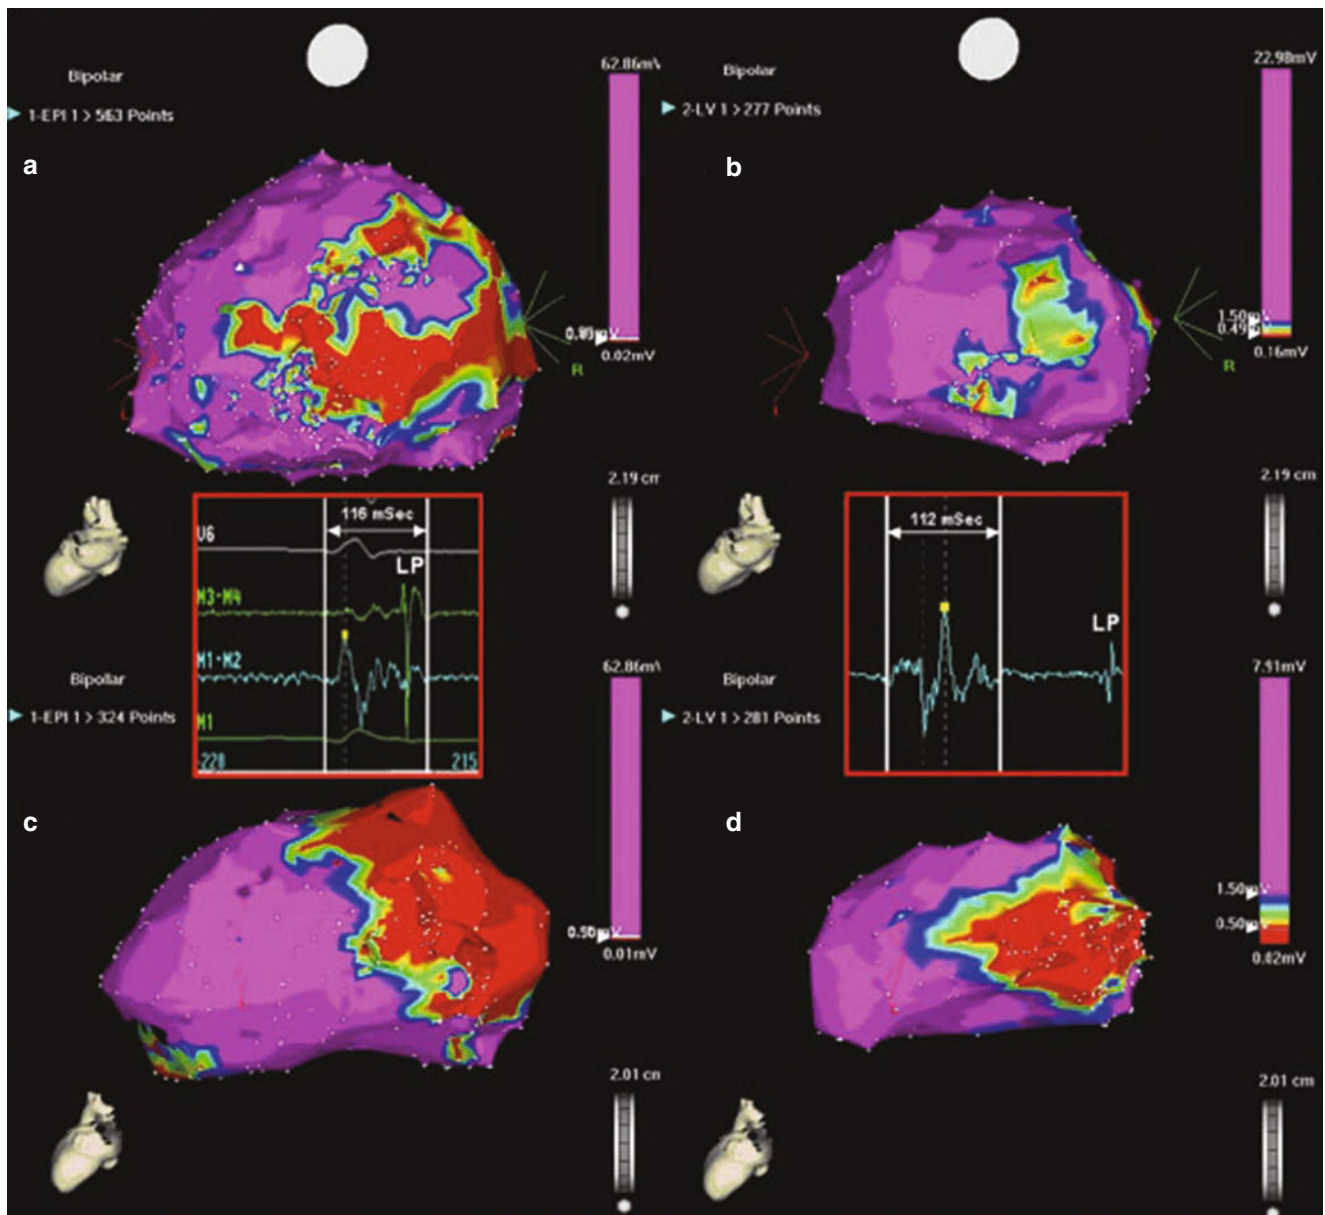 62.86mV
Bipolar
1-EPI 1 > 563 Points
a
0.02mV
R
2.19 cm
22.98mV
Bipolar
2-LV 1 > 277 Points
b
1.50mV
0.49mV
0.16mV
R
2.19 cm
116 mSec
V6
LP
M3-M4
M1-M2
M1
-228
215
112 mSec
LP
62.86mV
Bipolar
1-EPI 1 > 324 Points
c
0.01mV
2.01 cm
7.91mV
Bipolar
2-LV 1 > 281 Points
d
1.50mV
0.50mV
0.02mV
2.01 cm